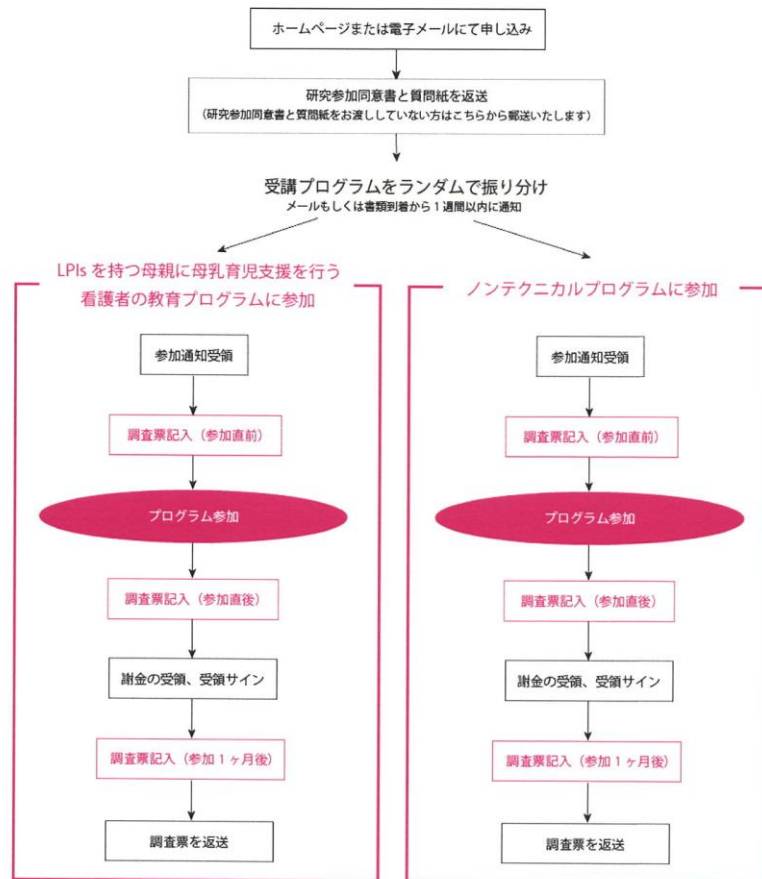 ホームページまたは電子メールにて申し込み
研究参加同意書と質問紙を返送
(研究参加同意書と質問紙をお渡ししていない方はこちらから郵送いたします)
受講プログラムをランダムで振り分け
メールもしくは書類到着から1週間以内に通知
LPIs を持つ母親に母乳育児支援を行う
看護者の教育プログラムに参加
参加通知受領
調査票記入(参加直前)
プログラム参加
調査票記入(参加直後)
謝金の受領、受領サイン
調査票記入(参加1ヶ月後)
調査票を返送
ノンテクニカルプログラムに参加
参加通知受領
調査票記入(参加直前)
プログラム参加
調査票記入(参加直後)
謝金の受領、受領サイン
調査票記入(参加1ヶ月後)
調査票を返送